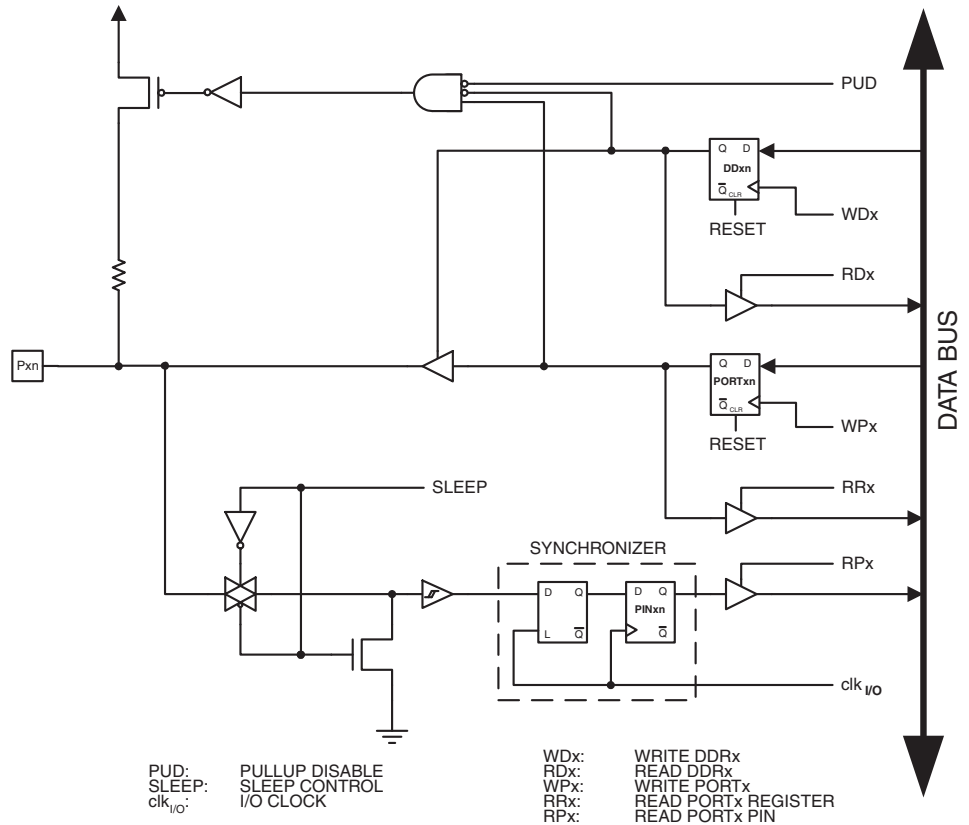 PUD
Q D
DDxn
Q CLR
WDx
RESET
RDx
Pxn
Q D
PORTxn
Q CLR
WPx
RESET
DATA BUS
SLEEP
RRx
SYNCHRONIZER
RPx
D Q
L Q
D Q
PINxn
Q
clk I/O
PUD: PULLUP DISABLE
SLEEP: SLEEP CONTROL
clkI/O: I/O CLOCK
WDx: WRITE DDRx
RDx: READ DDRx
WPx: WRITE PORTx
RRx: READ PORTx REGISTER
RPx: READ PORTx PIN